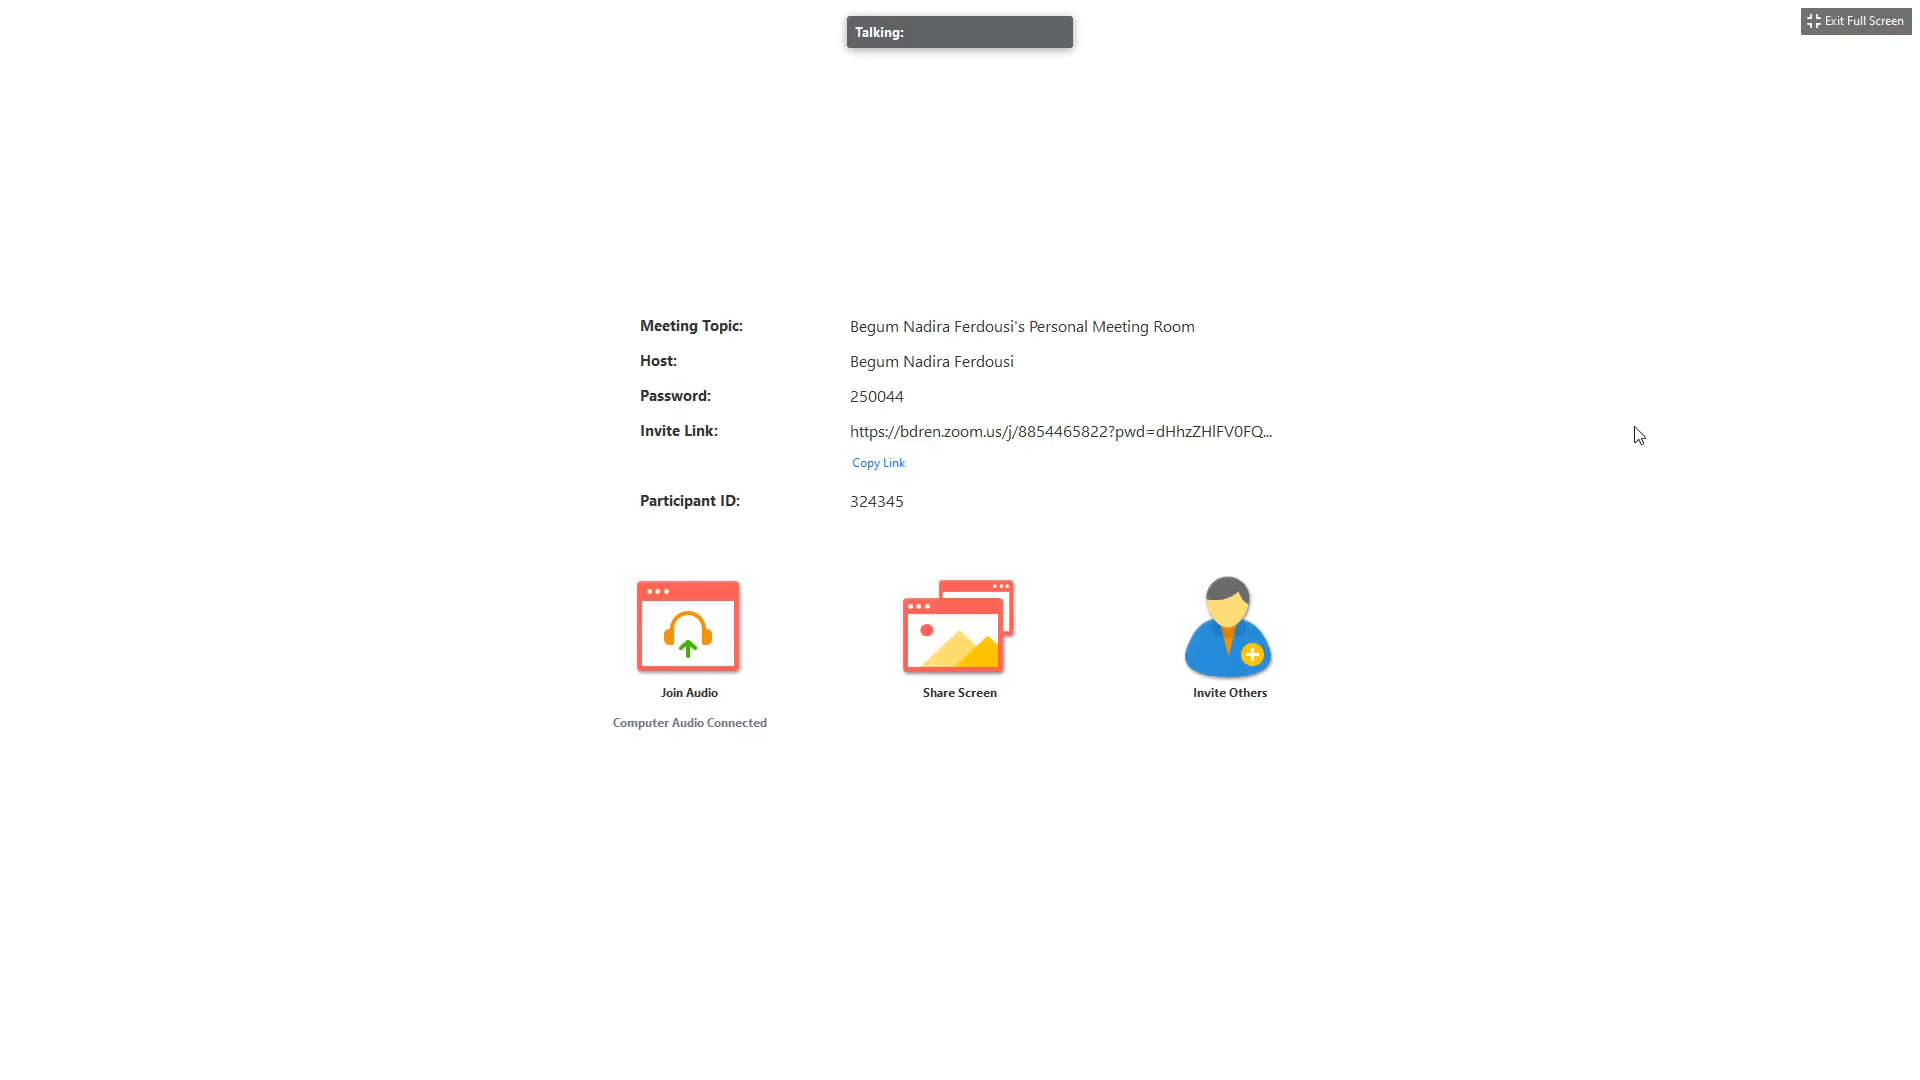 Talking:
Exit Full Screen
Meeting Topic: Begum Nadira Ferdousi's Personal Meeting Room
Host: Begum Nadira Ferdousi
Password: 250044
Invite Link: https://bdren.zoom.us/j/8854465822?pwd=dHhzZHlFV0FQ...
Copy Link
Participant ID: 324345
Join Audio
Share Screen
Invite Others
Computer Audio Connected